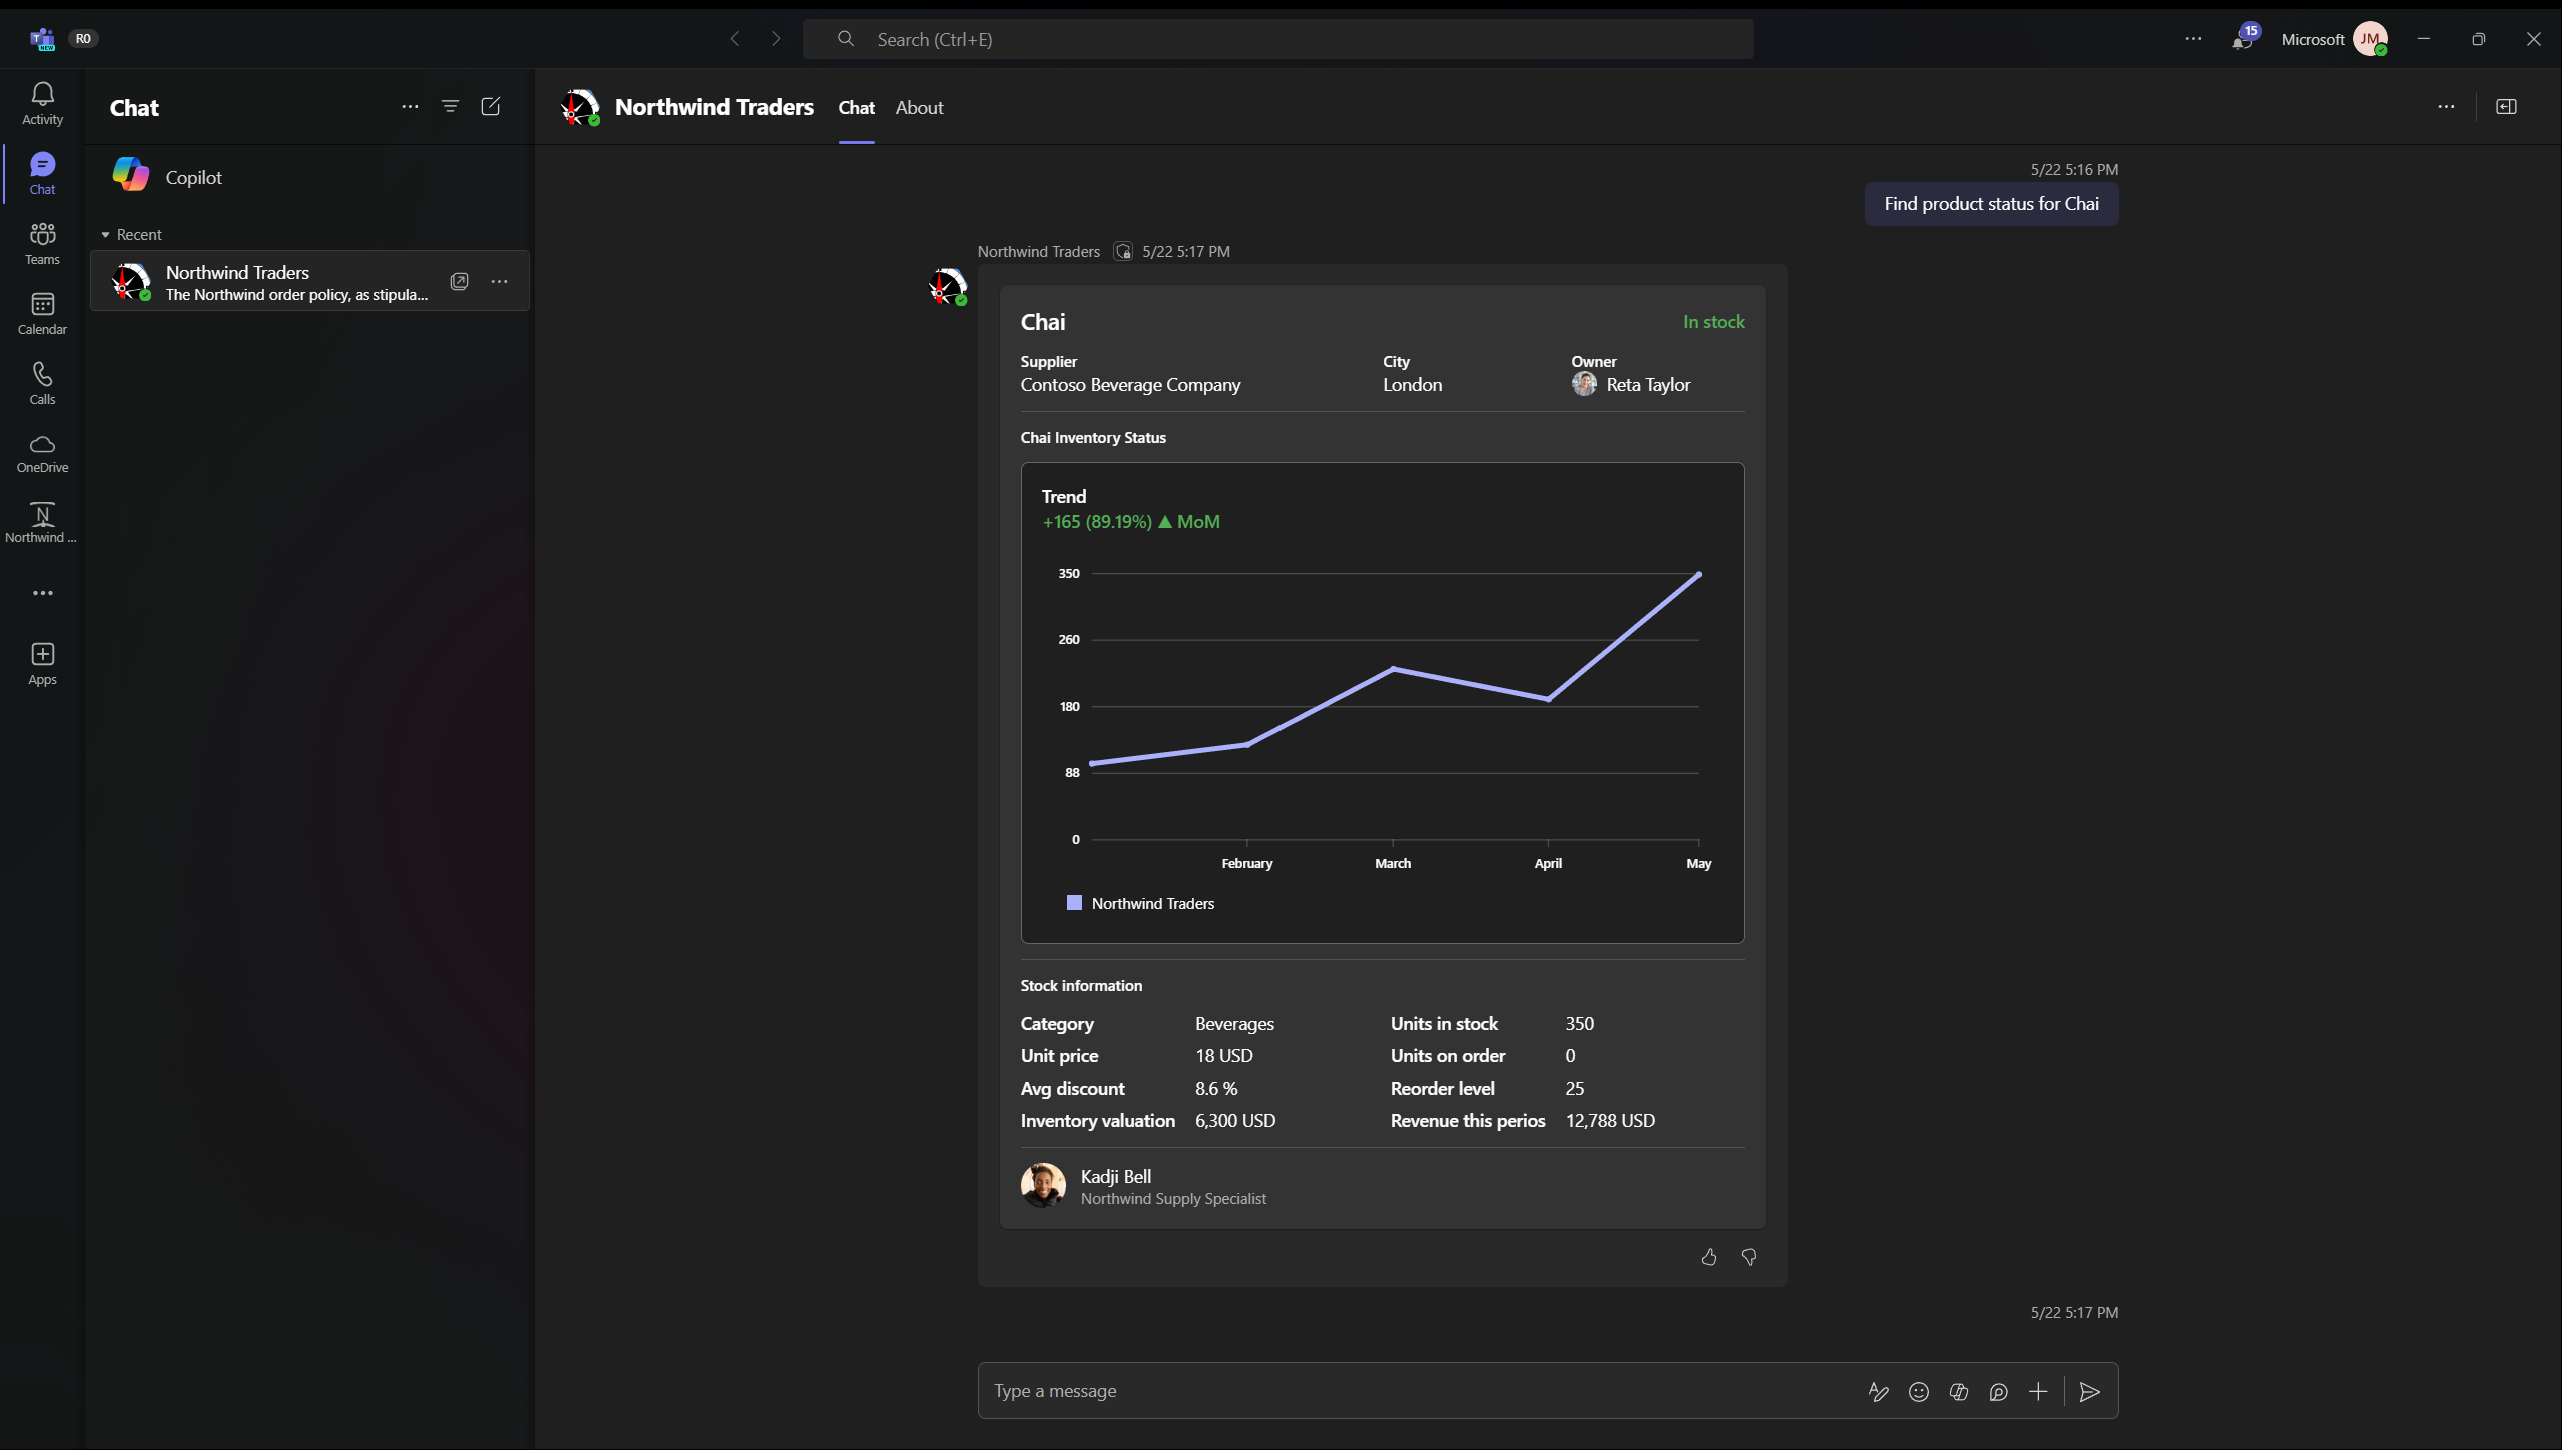 R0
Search (Ctrl+E)
15
Microsoft
JM
Activity
Chat
Teams
Calendar
Calls
OneDrive
N
Northwind ...
Apps
Chat
Copilot
Recent
Northwind Traders
The Northwind order policy, as stipula...
Northwind Traders Chat About
5/22 5:16 PM
Find product status for Chai
Northwind Traders 5/22 5:17 PM
Chai In stock
Supplier City Owner
Contoso Beverage Company London Reta Taylor
Chai Inventory Status
Trend
+165 (89.19%) ▲ MoM
350
260
180
88
0
February March April May
Northwind Traders
Stock information
Category Beverages Units in stock 350
Unit price 18 USD Units on order 0
Avg discount 8.6 % Reorder level 25
Inventory valuation 6,300 USD Revenue this perios 12,788 USD
Kadji Bell
Northwind Supply Specialist
5/22 5:17 PM
Type a message